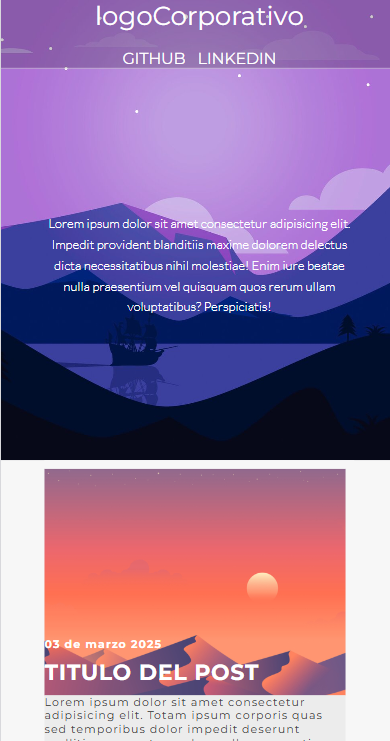 logoCorporativo
GITHUB LINKEDIN
Lorem ipsum dolor sit amet consectetur adipisicing elit.
Impedit provident blanditiis maxime dolorem delectus
dicta necessitatibus nihil molestiae! Enim iure beatae
nulla praesentium vel quisquam quos rerum ullam
voluptatibus? Perspiciatis!
03 de marzo 2025
TITULO DEL POST
Lorem ipsum dolor sit amet consectetur,
adipisicing elit. Totam ipsum corporis quas
sed temporibus dolor impedit deserunt